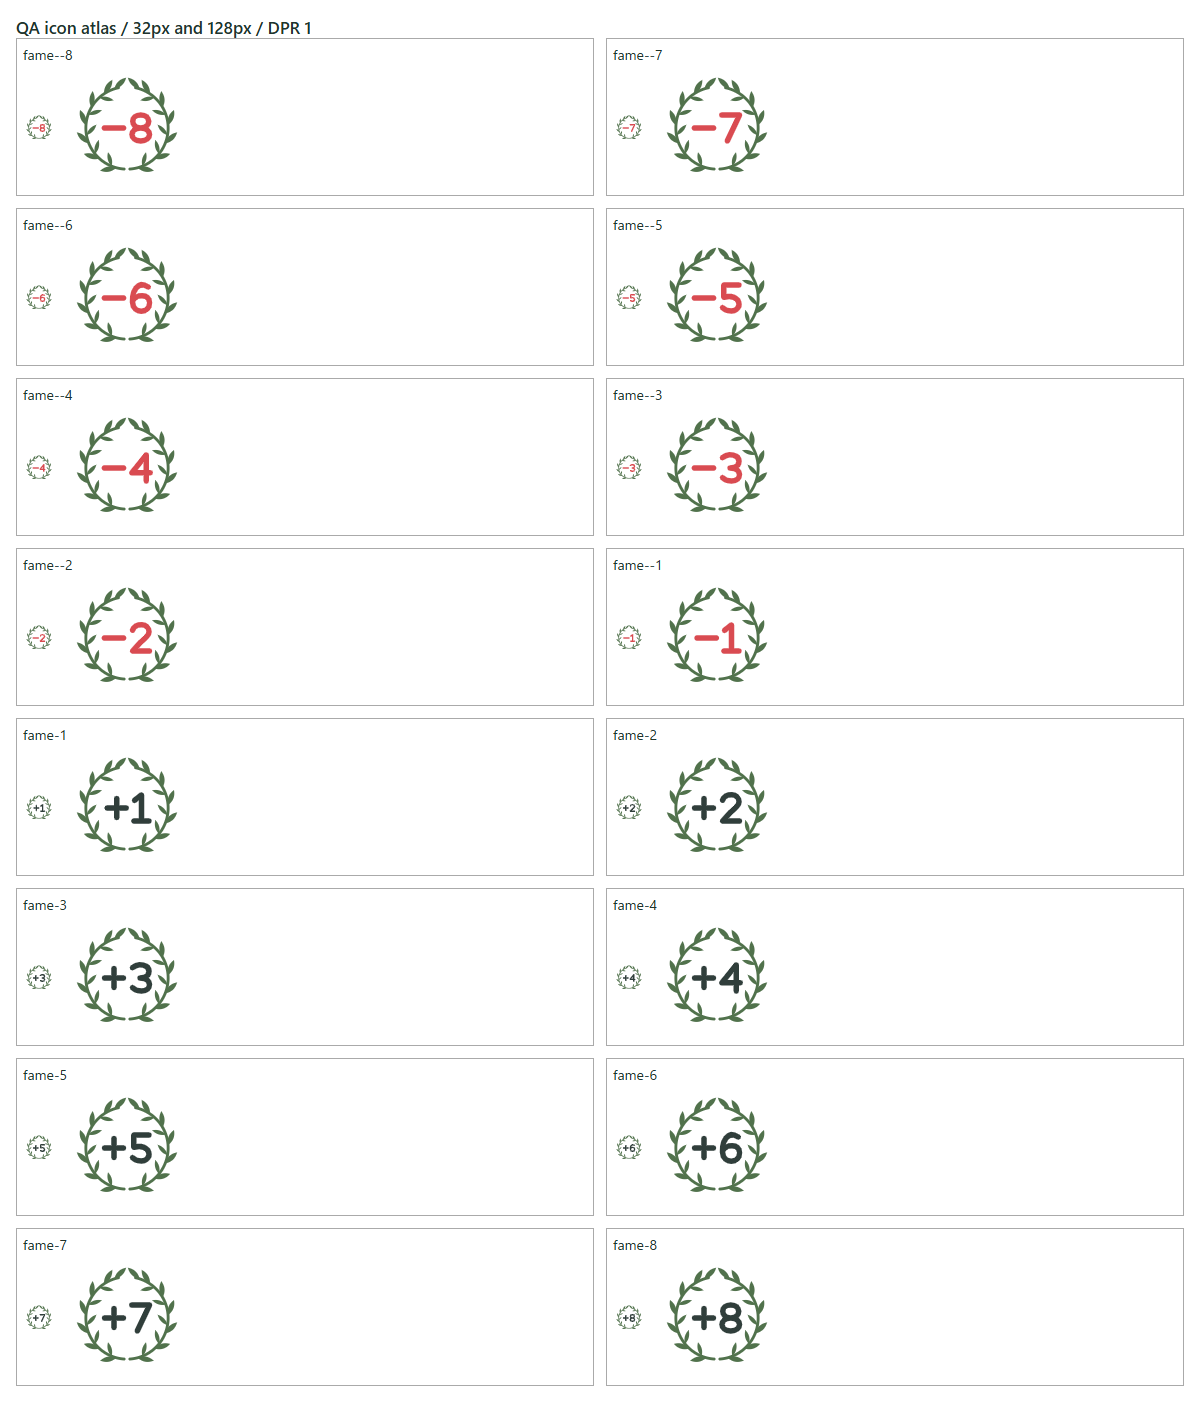 QA icon atlas / 32px and 128px / DPR 1
fame--8
−8 −8
fame--7
−7 −7
fame--6
−6 −6
fame--5
−5 −5
fame--4
−4 −4
fame--3
−3 −3
fame--2
−2 −2
fame--1
−1 −1
fame-1
+1 +1
fame-2
+2 +2
fame-3
+3 +3
fame-4
+4 +4
fame-5
+5 +5
fame-6
+6 +6
fame-7
+7 +7
fame-8
+8 +8